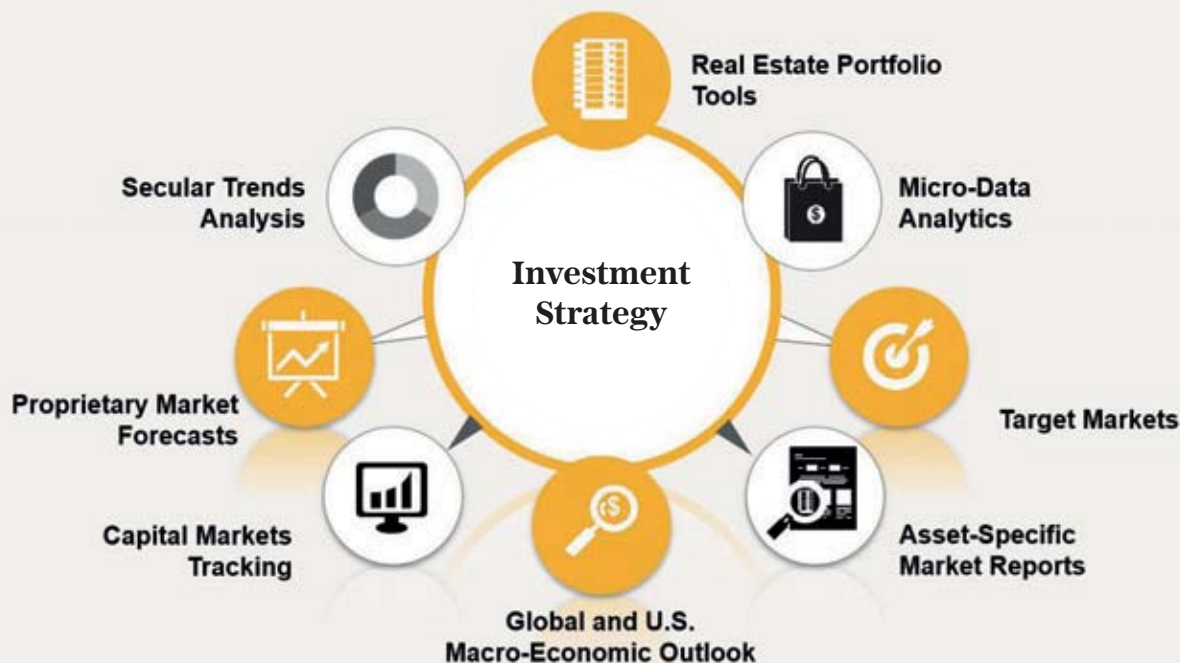 Real Estate Portfolio
Tools
Secular Trends
Analysis
$
Micro-Data
Analytics
Investment
Strategy
Proprietary Market
Forecasts
Target Markets
Capital Markets
Tracking
$
Asset-Specific
Market Reports
Global and U.S.
Macro-Economic Outlook